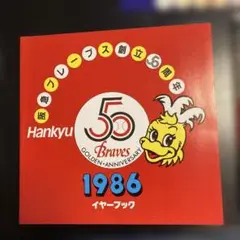 阪急ブレーブス創立50周年
Hankyu
50
Braves
GOLDEN·ANNIVERSARY
1986
イヤーブック